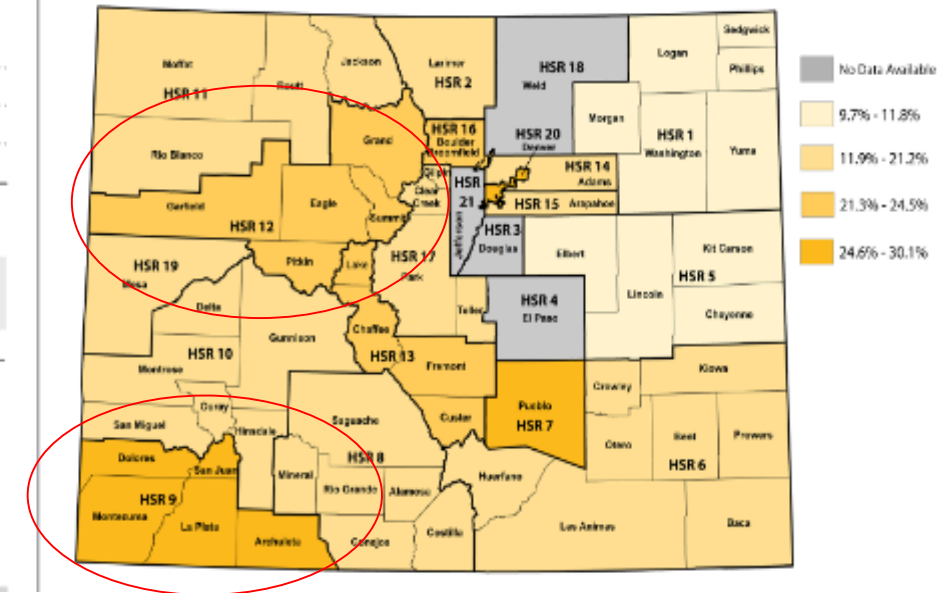 Moffat
HSR 11
Routt
Jackson
Larimer
HSR 2
HSR 18
Weld
Logan
Sedgwick
Phillips
Morgan
HSR 1
Washington
Yuma
Rio Blanco
Grand
HSR 16
Boulder
Broomfield
HSR 20
Denver
HSR 14
Adams
HSR 15 Arapahoe
Gilpin
Clear
Creek
HSR
21
Jefferson
Garfield
HSR 12
Eagle
Summit
Pitkin
Lake
HSR 17
Park
HSR 3
Douglas
Elbert
Kit Carson
HSR 5
Lincoln
Cheyenne
HSR 19
Mesa
Delta
Gunnison
Chaffee
Teller
HSR 4
El Paso
HSR 10
Montrose
HSR 13
Fremont
Kiowa
Crowley
Ouray
San Miguel
Hinsdale
Saguache
Custer
Pueblo
HSR 7
Otero
Bent
Prowers
HSR 6
Dolores
San Juan
HSR 8
Mineral
Rio Grande
Alamosa
Huerfano
HSR 9
Montezuma
La Plata
Archuleta
Conejos
Costilla
Las Animas
Baca
No Data Available
9.7% - 11.8%
11.9% - 21.2%
21.3% - 24.5%
24.6% - 30.1%